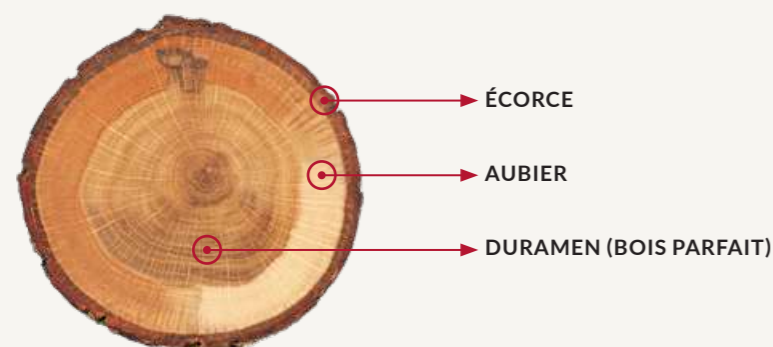 ÉCORCE
AUBIER
DURAMEN (BOIS PARFAIT)